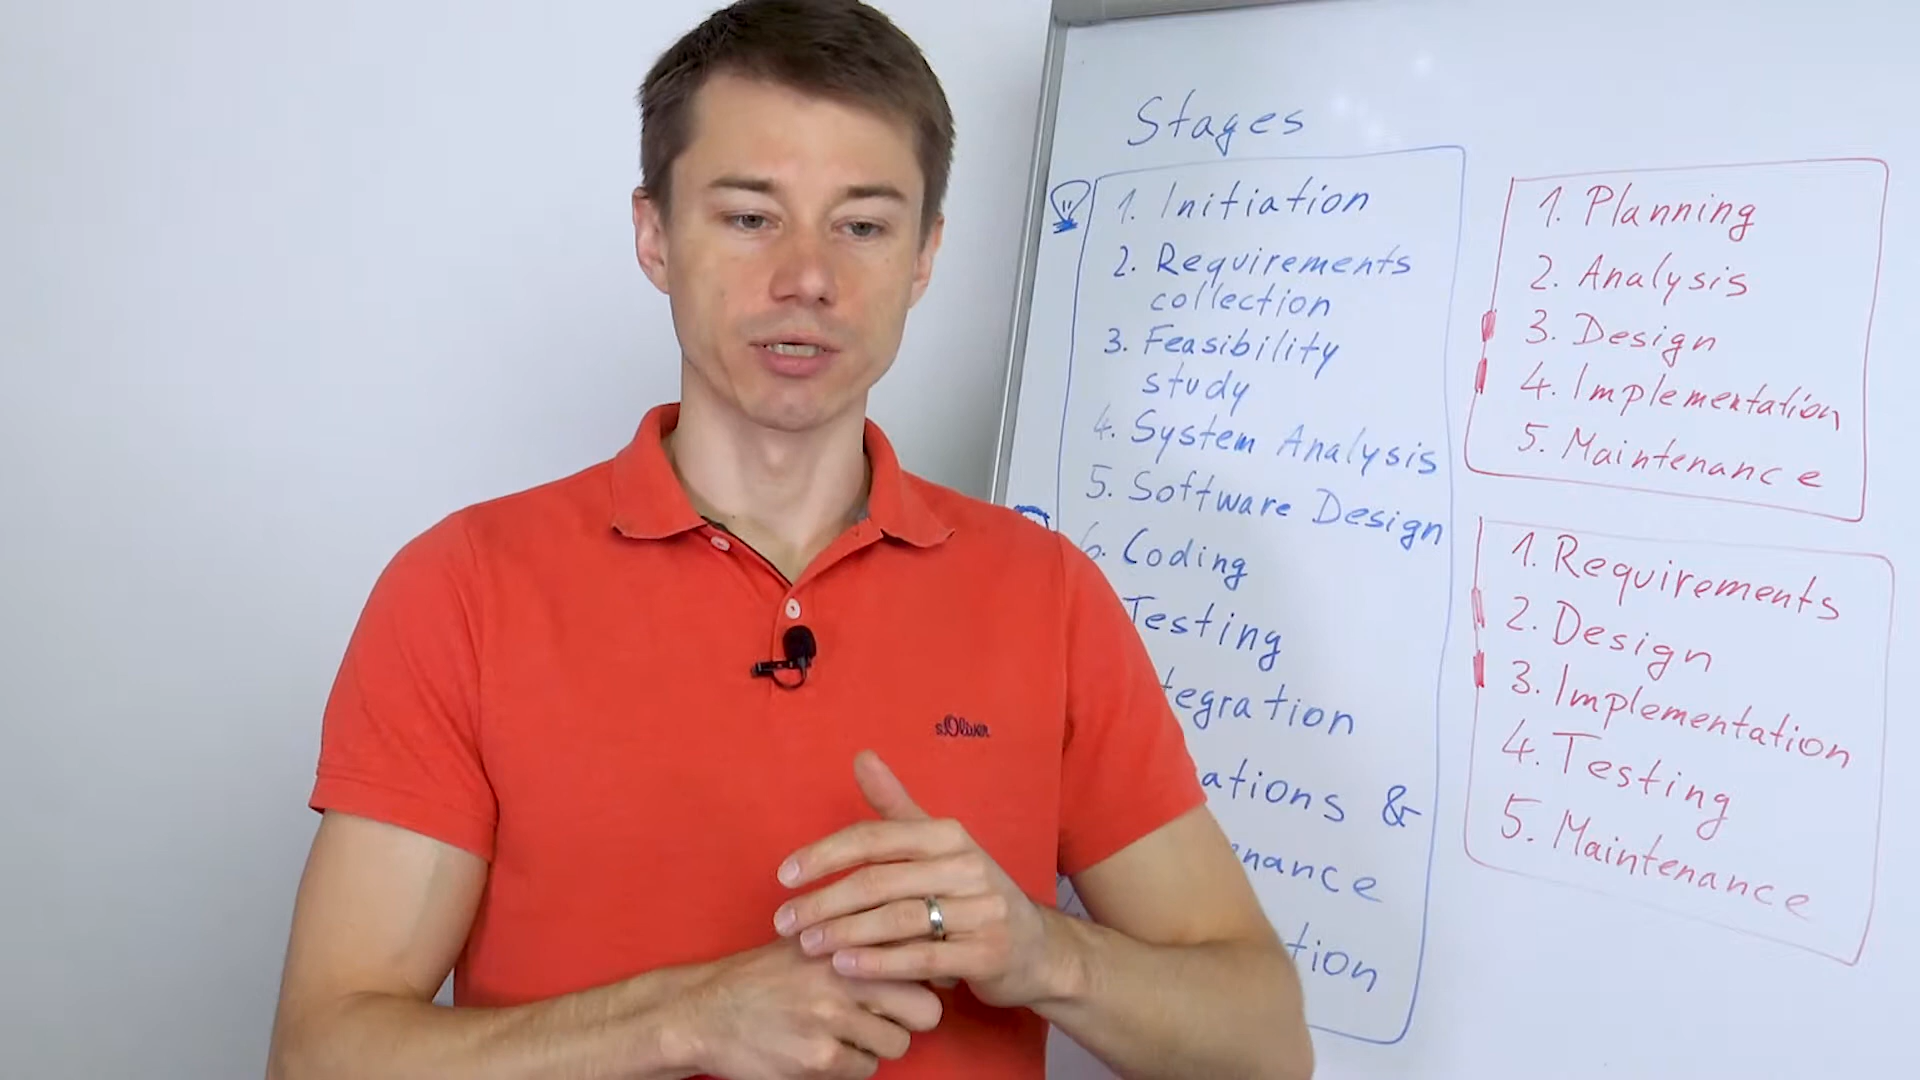 Stages
1. Initiation
2. Requirements
collection
3. Feasibility
study
4. System Analysis
5. Software Design
6. Coding
Testing
tegration
ations &
nance
tion
1. Planning
2. Analysis
3. Design
4. Implementation
5. Maintenance
1. Requirements
2. Design
3. Implementation
4. Testing
5. Maintenance
s.Oliver